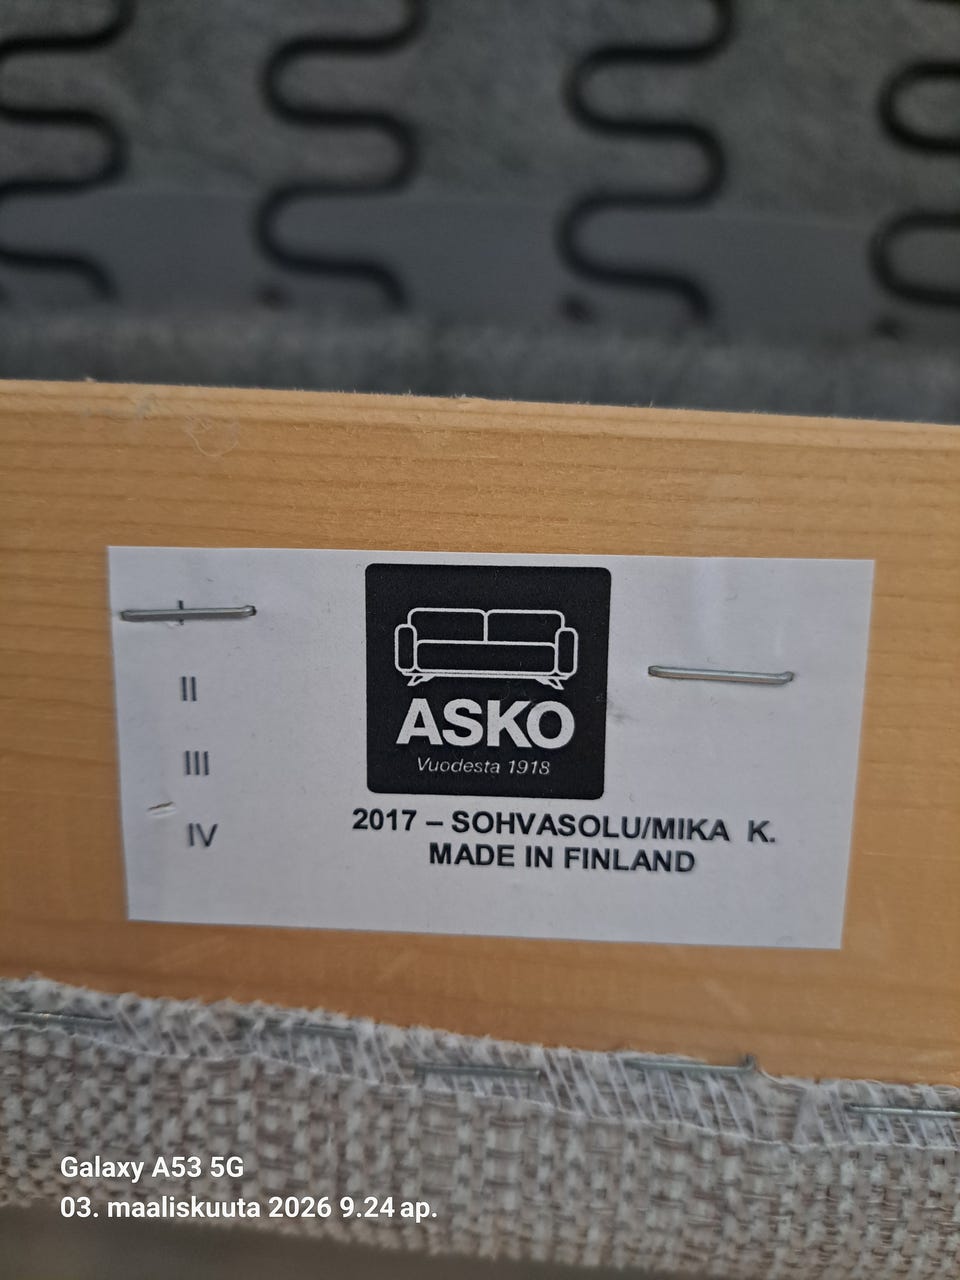 I
II
III
IV
ASKO
Vuodesta 1918
2017 – SOHVASOLU/MIKA K.
MADE IN FINLAND
Galaxy A53 5G
03. maaliskuuta 2026 9.24 ap.